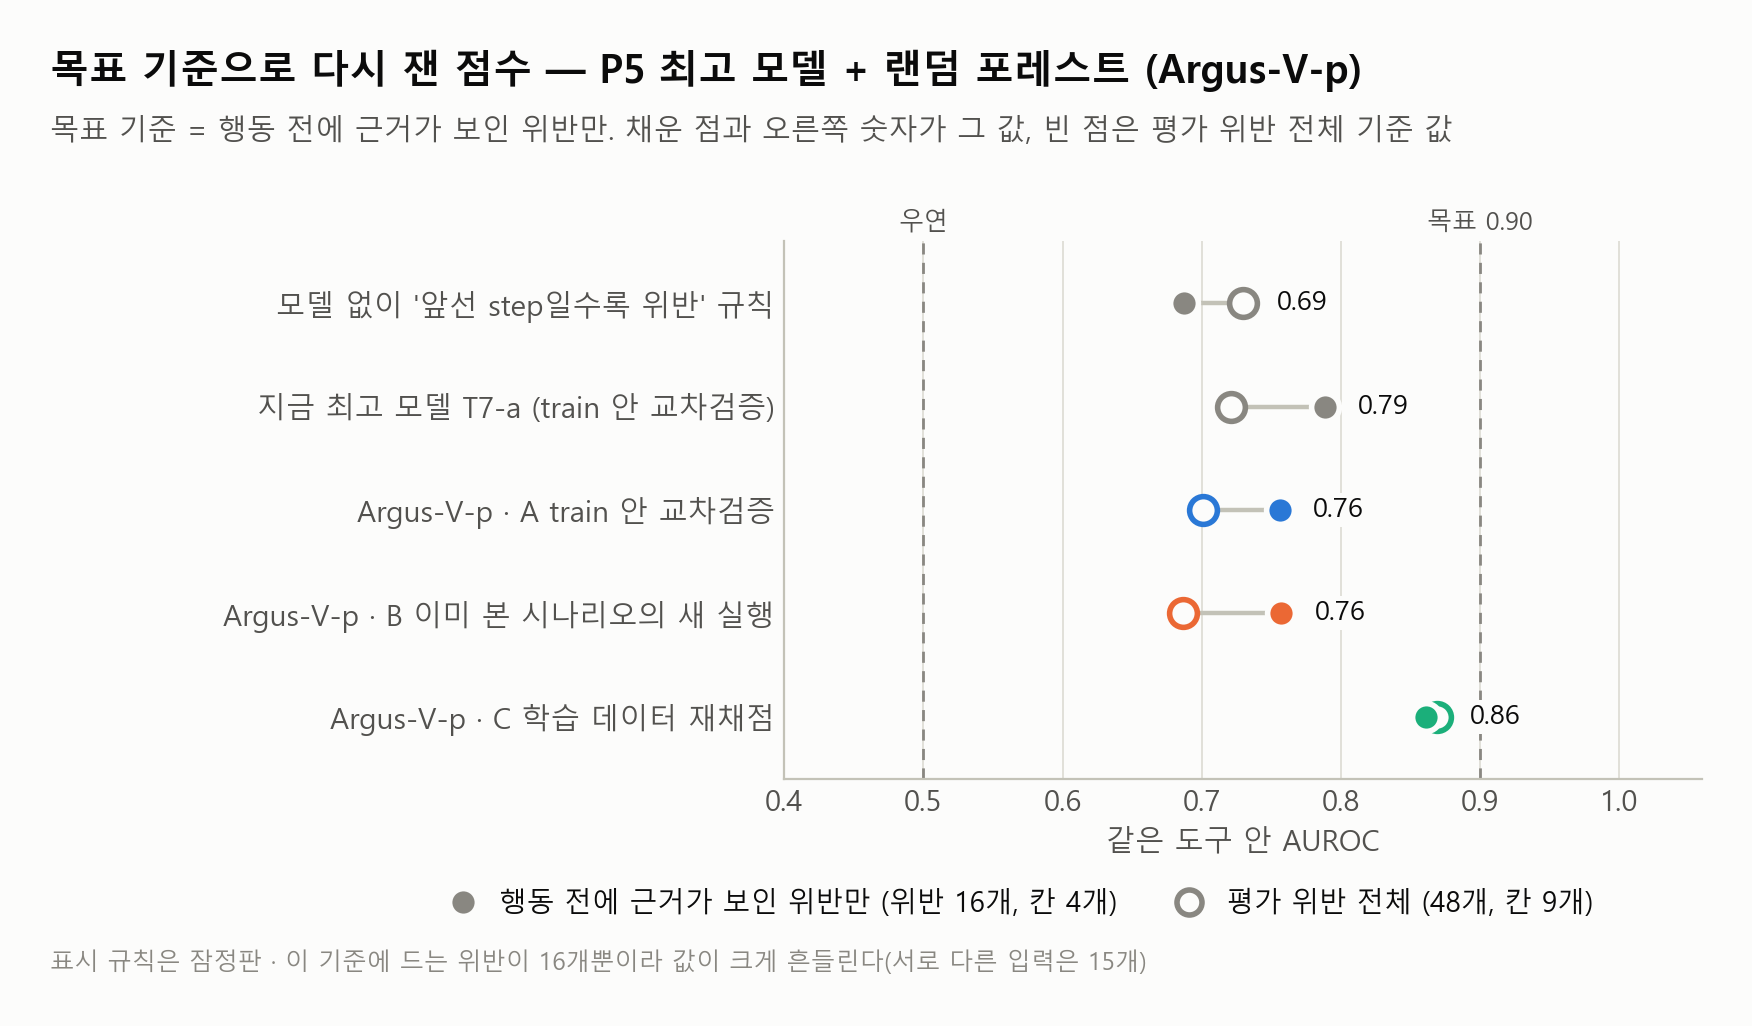 목표 기준으로 다시 잰 점수 — P5 최고 모델 + 랜덤 포레스트 (Argus-V-p)
목표 기준 = 행동 전에 근거가 보인 위반만. 채운 점과 오른쪽 숫자가 그 값, 빈 점은 평가 위반 전체 기준 값
우연
목표 0.90
모델 없이 '앞선 step일수록 위반' 규칙
0.69
지금 최고 모델 T7-a (train 안 교차검증)
0.79
Argus-V-p · A train 안 교차검증
0.76
Argus-V-p · B 이미 본 시나리오의 새 실행
0.76
Argus-V-p · C 학습 데이터 재채점
0.86
0.4 0.5 0.6 0.7 0.8 0.9 1.0
같은 도구 안 AUROC
행동 전에 근거가 보인 위반만 (위반 16개, 칸 4개)
평가 위반 전체 (48개, 칸 9개)
표시 규칙은 잠정판 · 이 기준에 드는 위반이 16개뿐이라 값이 크게 흔들린다(서로 다른 입력은 15개)